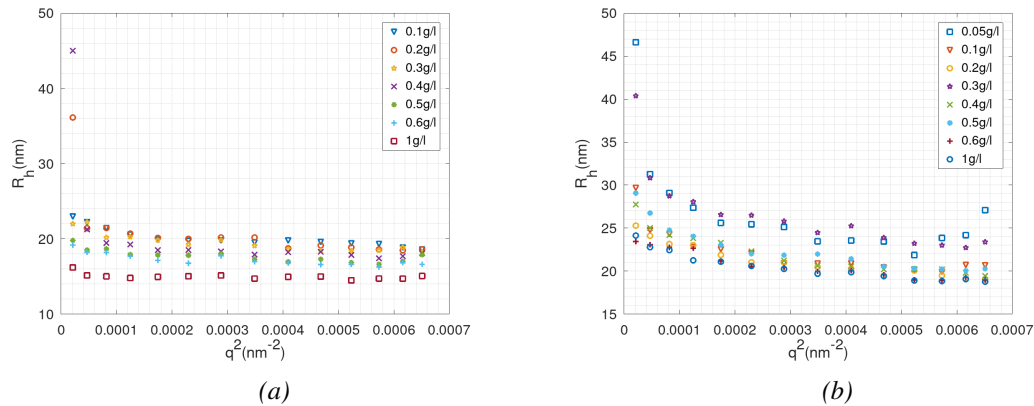 50
40
30
20
10
R_h(nm)
0 0.0001 0.0002 0.0003 0.0004 0.0005 0.0006 0.0007
q^2(nm^-2)
0.1g/l
0.2g/l
0.3g/l
0.4g/l
0.5g/l
0.6g/l
1g/l
(a)
50
45
40
35
30
25
20
15
R_h(nm)
0 0.0001 0.0002 0.0003 0.0004 0.0005 0.0006 0.0007
q^2(nm^-2)
0.05g/l
0.1g/l
0.2g/l
0.3g/l
0.4g/l
0.5g/l
0.6g/l
1g/l
(b)